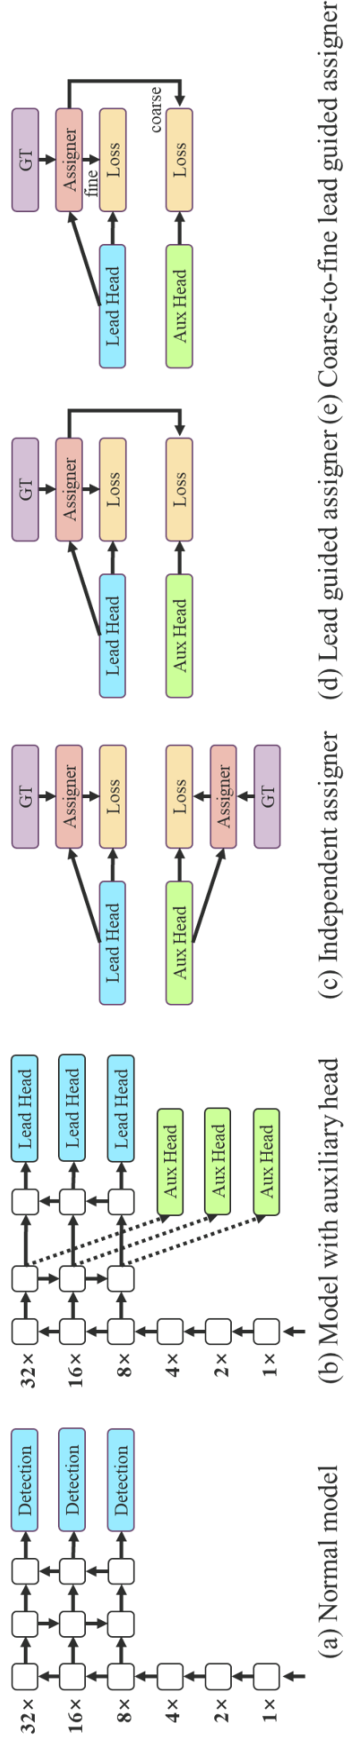 32×
16×
8×
4×
2×
1×
Detection
Detection
Detection
(a) Normal model
32×
16×
8×
4×
2×
1×
Lead Head
Lead Head
Lead Head
Aux Head
Aux Head
Aux Head
(b) Model with auxiliary head
GT
Assigner
Lead Head
Loss
Aux Head
Loss
Assigner
GT
(c) Independent assigner
GT
Assigner
Lead Head
Loss
Aux Head
Loss
(d) Lead guided assigner
GT
Assigner
fine
Lead Head
Loss
coarse
Aux Head
Loss
(e) Coarse-to-fine lead guided assigner